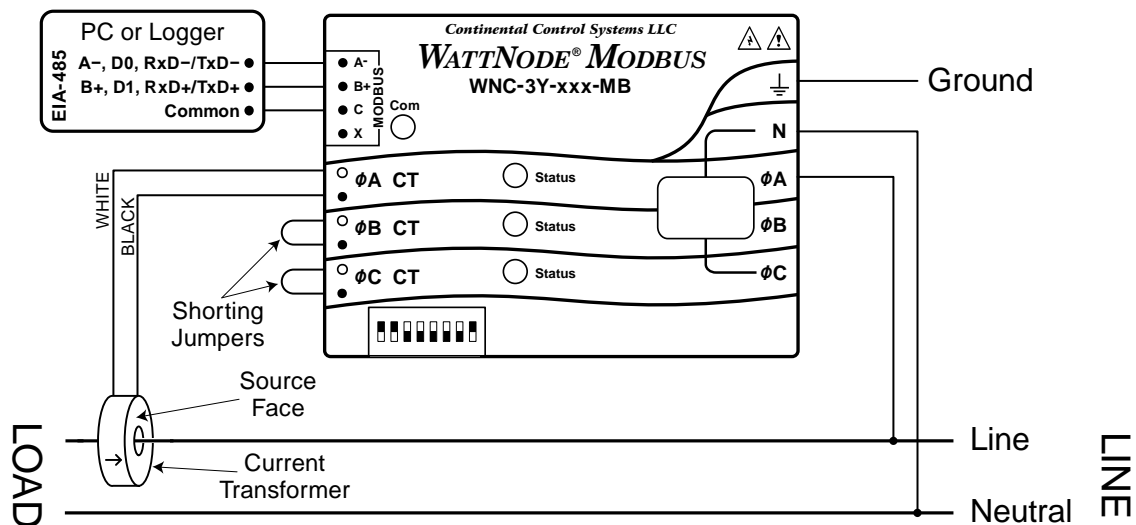 PC or Logger
EIA-485
A−, D0, RxD−/TxD−
B+, D1, RxD+/TxD+
Common
Continental Control Systems LLC
WATTNODE® MODBUS
WNC-3Y-xxx-MB
A-
B+
C
X
MODBUS
Com
Ground
N
ϕA CT
Status
ϕA
ϕB CT
Status
ϕB
ϕC CT
Status
ϕC
WHITE
BLACK
Shorting
Jumpers
Source
Face
Current
Transformer
LOAD
Line
LINE
Neutral